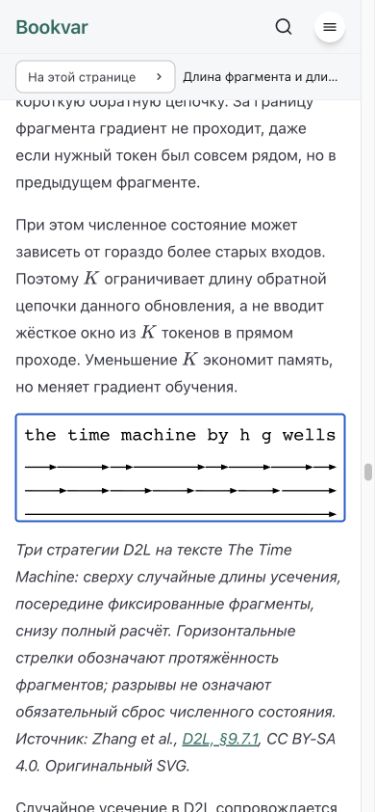 Bookvar
На этой странице
Длина фрагмента и дли...
короткую обратную цепочку. За границу
фрагмента градиент не проходит, даже
если нужный токен был совсем рядом, но в
предыдущем фрагменте.
При этом численное состояние может
зависеть от гораздо более старых входов.
Поэтому K ограничивает длину обратной
цепочки данного обновления, а не вводит
жёсткое окно из K токенов в прямом
проходе. Уменьшение K экономит память,
но меняет градиент обучения.
the time machine by h g wells
Три стратегии D2L на тексте The Time
Machine: сверху случайные длины усечения,
посередине фиксированные фрагменты,
снизу полный расчёт. Горизонтальные
стрелки обозначают протяжённость
фрагментов; разрывы не означают
обязательный сброс численного состояния.
Источник: Zhang et al., D2L, §9.7.1, CC BY-SA
4.0. Оригинальный SVG.
Случайное усечение в D2L сопровождается